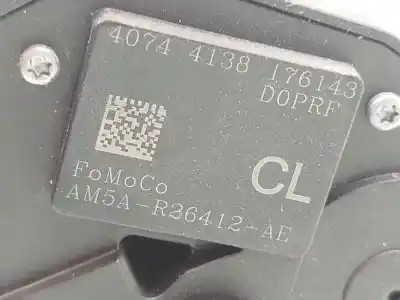 4074 4138 176143
D0PRF
FoMoCo
CL
AM5A-R26412-AE